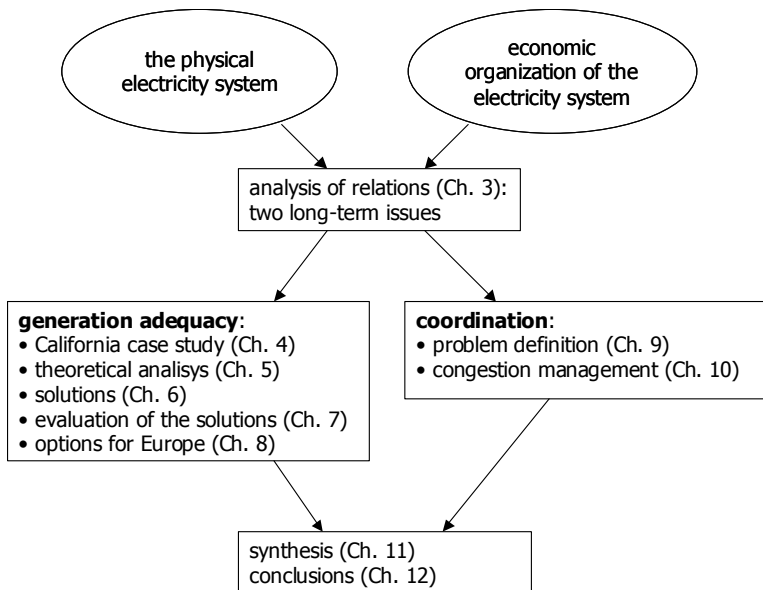 the physical
electricity system
economic
organization of the
electricity system
analysis of relations (Ch. 3):
two long-term issues
generation adequacy:
• California case study (Ch. 4)
• theoretical analisys (Ch. 5)
• solutions (Ch. 6)
• evaluation of the solutions (Ch. 7)
• options for Europe (Ch. 8)
coordination:
• problem definition (Ch. 9)
• congestion management (Ch. 10)
synthesis (Ch. 11)
conclusions (Ch. 12)